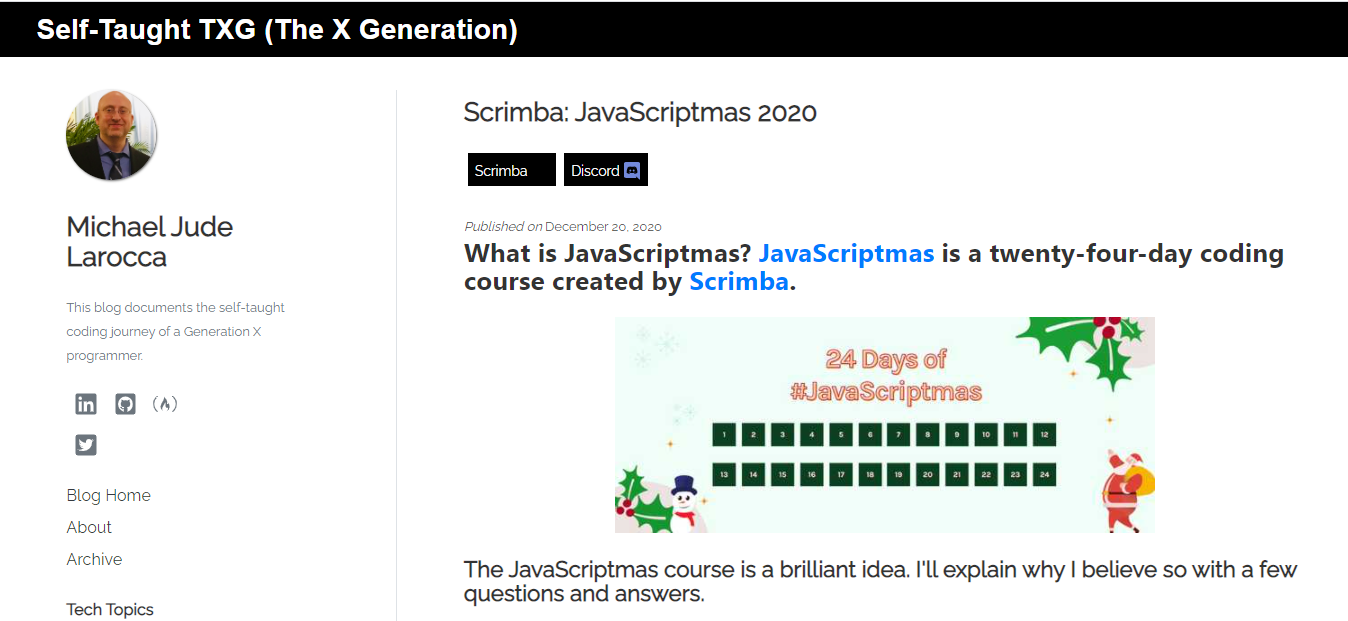 Self-Taught TXG (The X Generation)
Michael Jude
Larocca
This blog documents the self-taught
coding journey of a Generation X
programmer.
Blog Home
About
Archive
Tech Topics
Scrimba: JavaScriptmas 2020
Scrimba
Discord
Published on December 20, 2020
What is JavaScriptmas? JavaScriptmas is a twenty-four-day coding
course created by Scrimba.
24 Days of
#JavaScriptmas
1 2 3 4 5 6 7 8 9 10 11 12
13 14 15 16 17 18 19 20 21 22 23 24
The JavaScriptmas course is a brilliant idea. I'll explain why I believe so with a few
questions and answers.